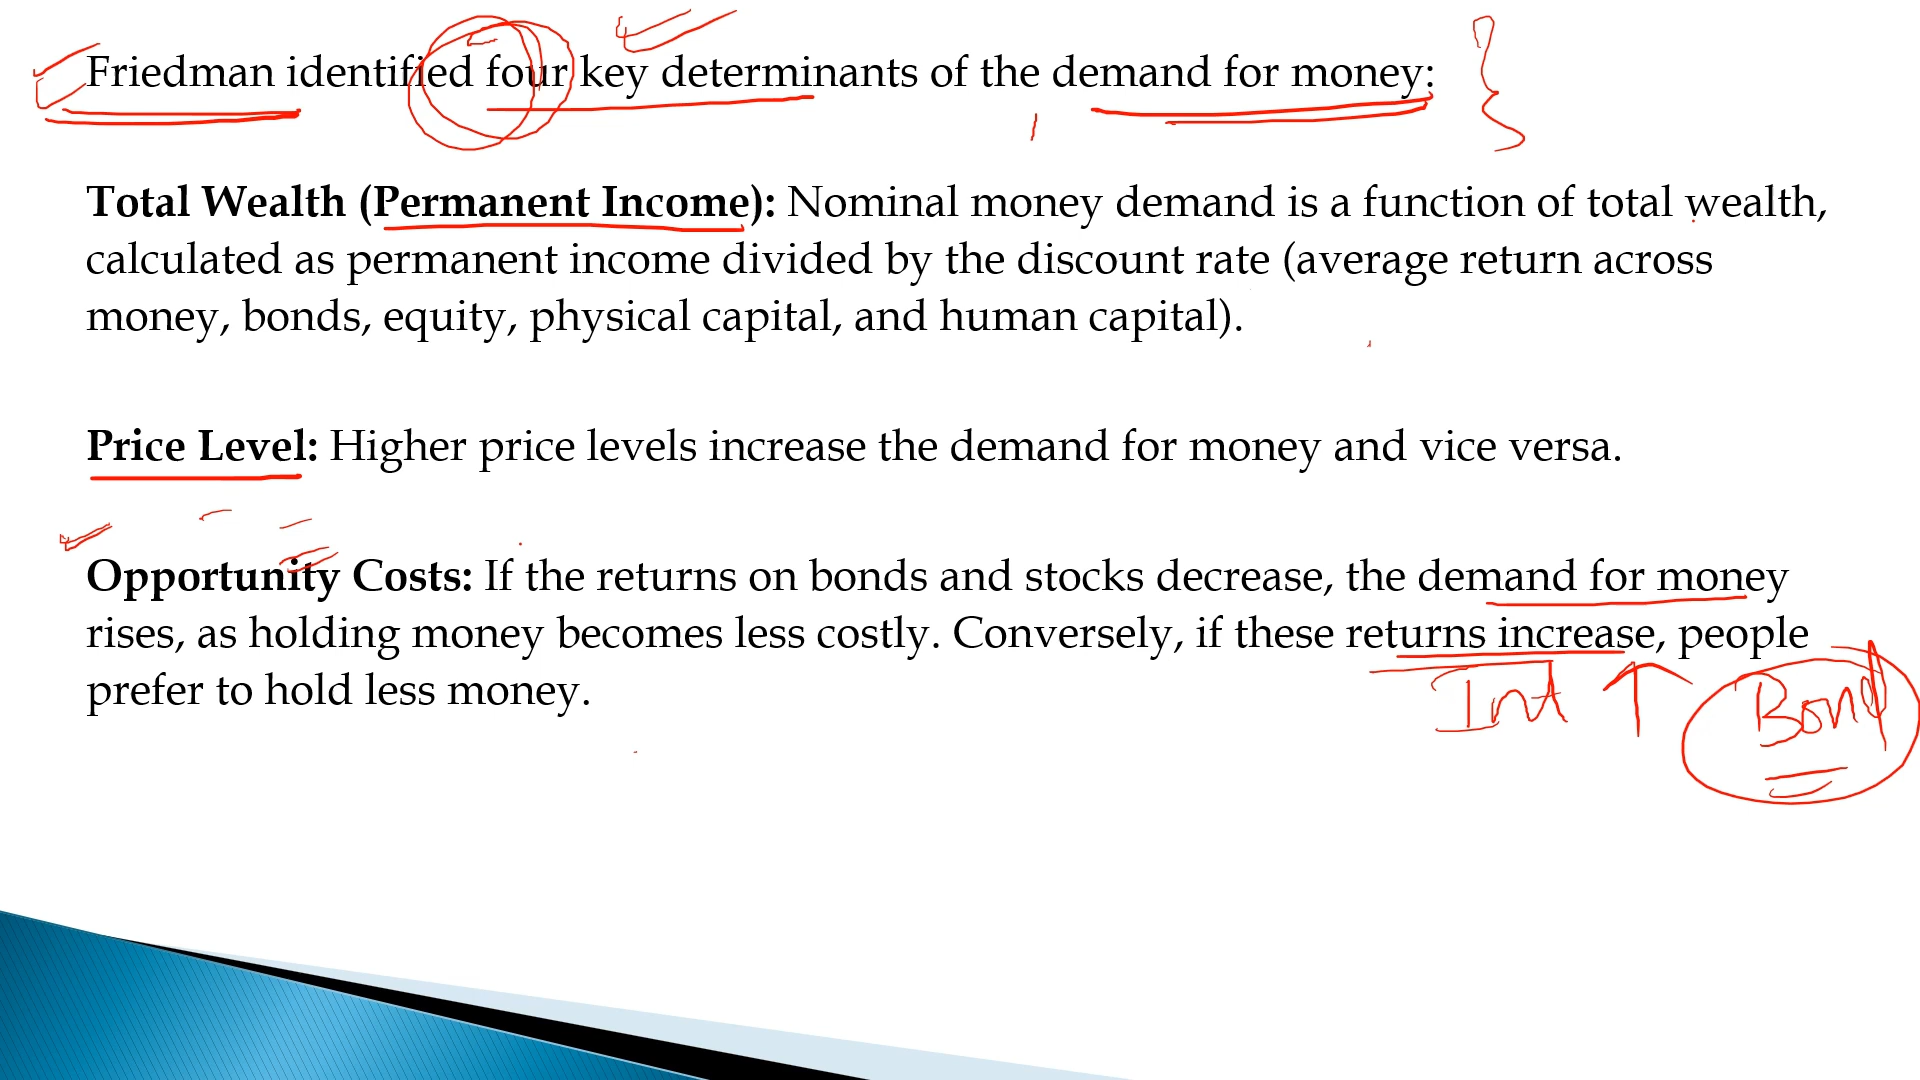 Friedman identified four key determinants of the demand for money:
Total Wealth (Permanent Income): Nominal money demand is a function of total wealth,
calculated as permanent income divided by the discount rate (average return across
money, bonds, equity, physical capital, and human capital).
Price Level: Higher price levels increase the demand for money and vice versa.
Opportunity Costs: If the returns on bonds and stocks decrease, the demand for money
rises, as holding money becomes less costly. Conversely, if these returns increase, people
prefer to hold less money.
Int ↑ Bond